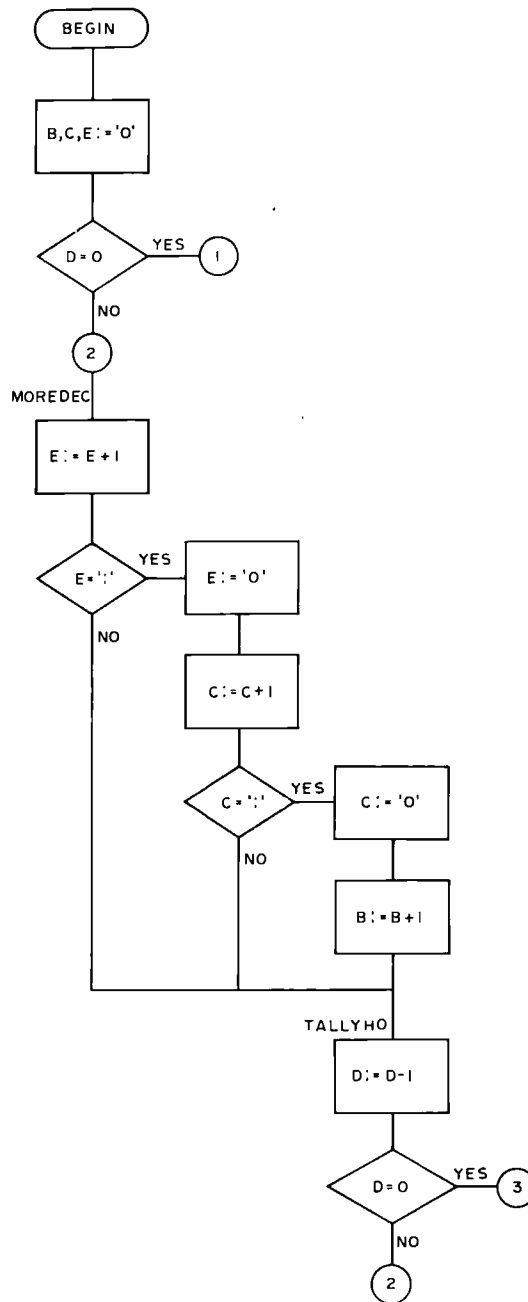 BEGIN
B,C,E:='0'
D=0
YES
1
NO
2
MOREDEC
E:=E+1
E=':'
YES
E:='0'
NO
C:=C+1
C=':'
YES
C:='0'
NO
B:=B+1
TALLYHO
D:=D-1
D=0
YES
3
NO
2